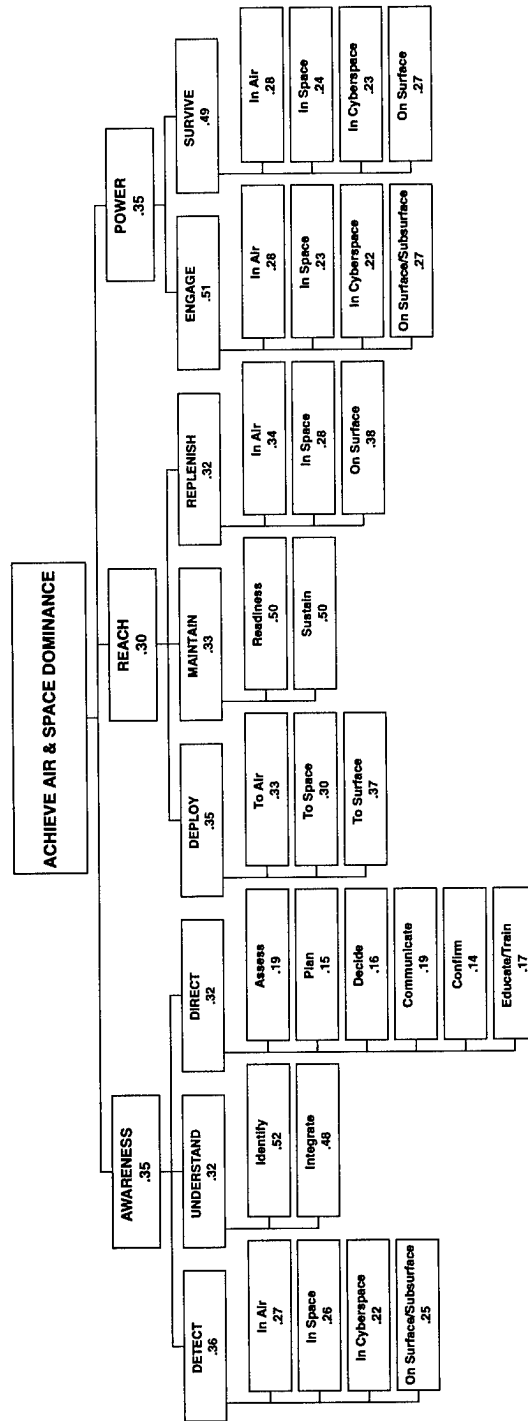 ACHIEVE AIR & SPACE DOMINANCE
AWARENESS
.35
REACH
.30
POWER
.35
DETECT
.36
UNDERSTAND
.32
DIRECT
.32
DEPLOY
.35
MAINTAIN
.33
REPLENISH
.32
ENGAGE
.51
SURVIVE
.49
In Air
.27
In Space
.26
In Cyberspace
.22
On Surface/Subsurface
.25
Identify
.52
Integrate
.48
Assess
.19
Plan
.15
Decide
.16
Communicate
.19
Confirm
.14
Educate/Train
.17
To Air
.33
To Space
.30
To Surface
.37
Readiness
.50
Sustain
.50
In Air
.34
In Space
.28
On Surface
.38
In Air
.28
In Space
.23
In Cyberspace
.22
On Surface/Subsurface
.27
In Air
.28
In Space
.24
In Cyberspace
.23
On Surface
.27